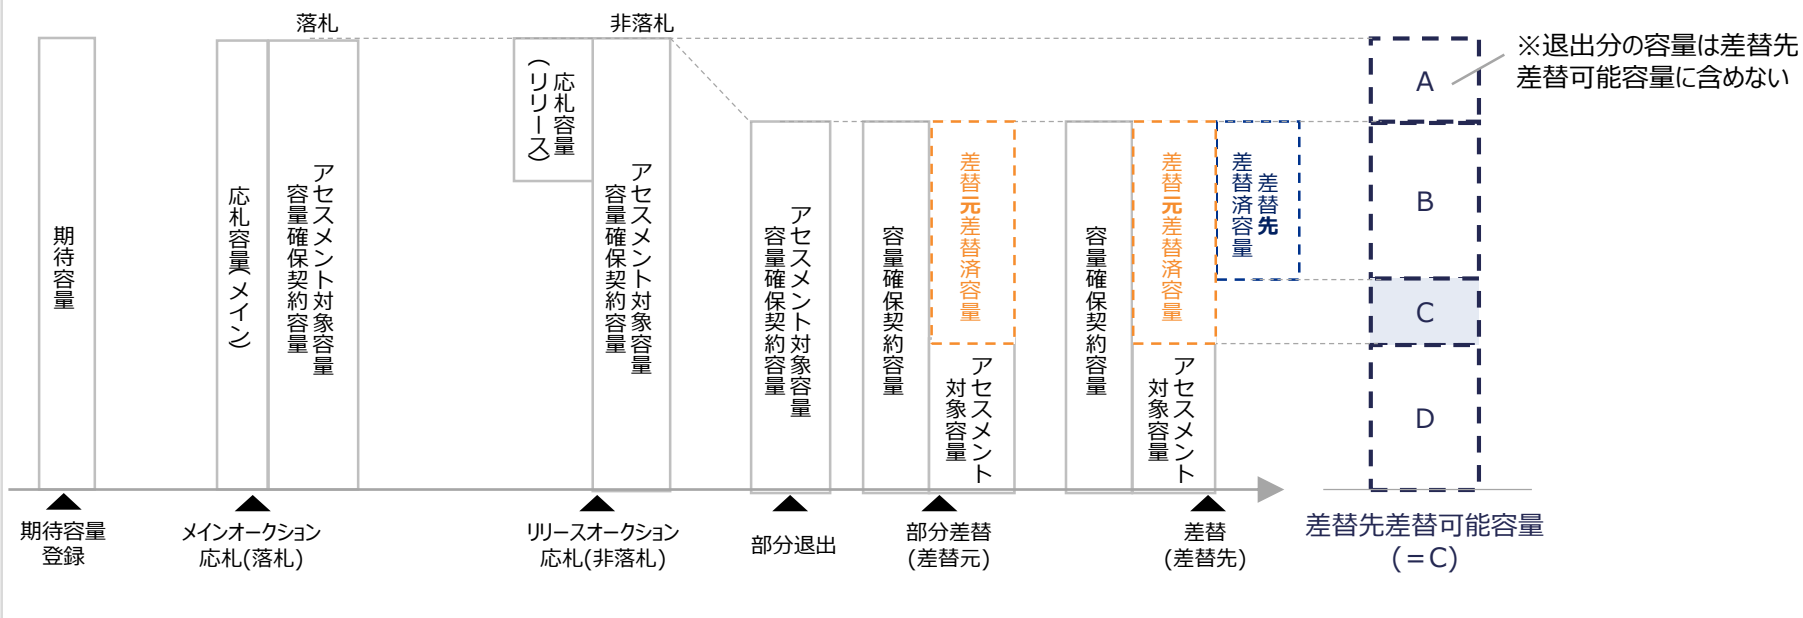 落札
非落札
※退出分の容量は差替先
差替可能容量に含めない
期待容量
応札容量(メイン)
アセスメント対象容量
容量確保契約容量
応札容量
(リリース)
アセスメント対象容量
容量確保契約容量
アセスメント対象容量
容量確保契約容量
容量確保契約容量
差替元差替済容量
アセスメント
対象容量
容量確保契約容量
差替元差替済容量
アセスメント
対象容量
差替先
差替済容量
A
B
C
D
期待容量
登録
メインオークション
応札(落札)
リリースオークション
応札(非落札)
部分退出
部分差替
(差替元)
差替
(差替先)
差替先差替可能容量
(=C)